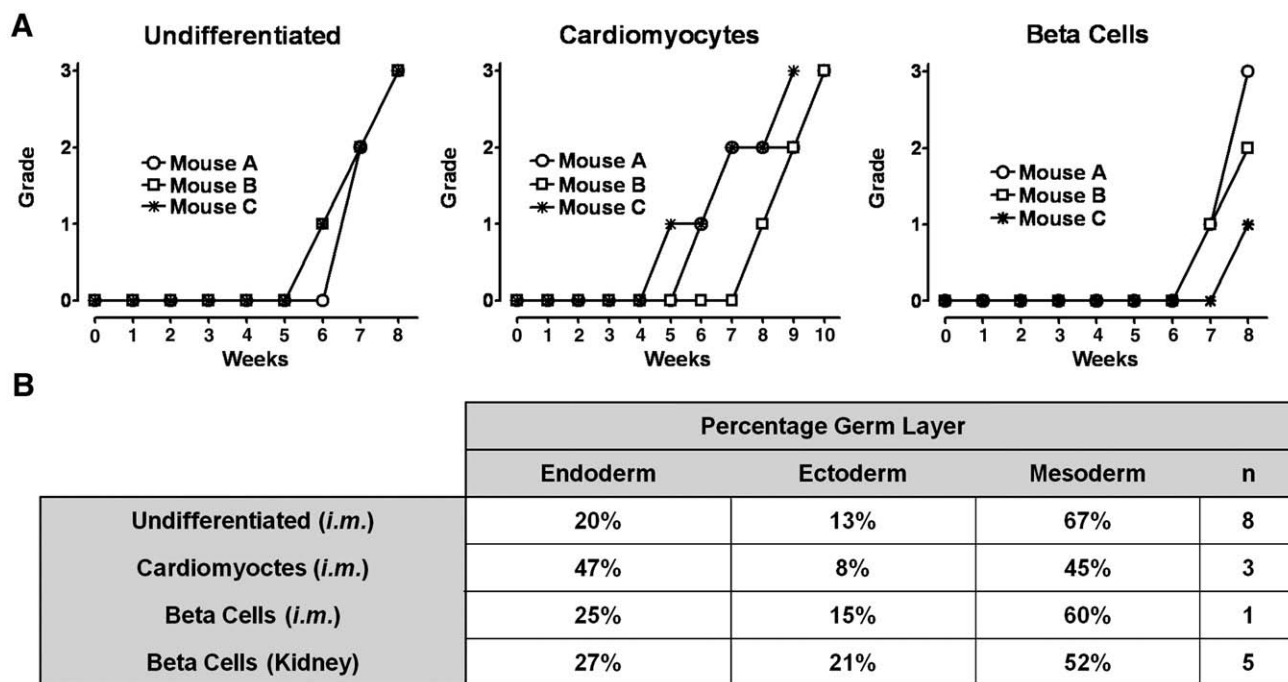 A
Undifferentiated
3
2
1
0
Grade
Mouse A
Mouse B
Mouse C
0 1 2 3 4 5 6 7 8
Weeks
Cardiomyocytes
3
2
1
0
Grade
Mouse A
Mouse B
Mouse C
0 1 2 3 4 5 6 7 8 9 10
Weeks
Beta Cells
3
2
1
0
Grade
Mouse A
Mouse B
Mouse C
0 1 2 3 4 5 6 7 8
Weeks
B
Percentage Germ Layer
Endoderm Ectoderm Mesoderm n
Undifferentiated (i.m.) 20% 13% 67% 8
Cardiomyoctes (i.m.) 47% 8% 45% 3
Beta Cells (i.m.) 25% 15% 60% 1
Beta Cells (Kidney) 27% 21% 52% 5